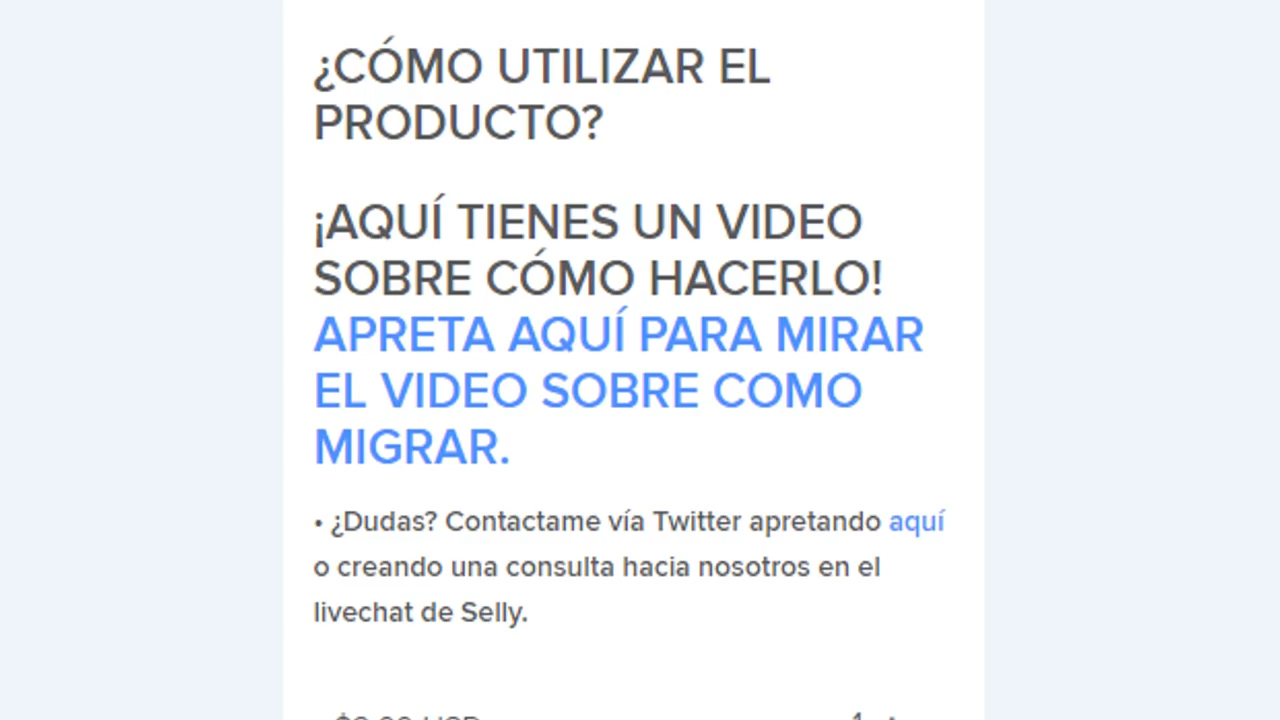 ¿CÓMO UTILIZAR EL
PRODUCTO?
¡AQUÍ TIENES UN VIDEO
SOBRE CÓMO HACERLO!
APRETA AQUÍ PARA MIRAR
EL VIDEO SOBRE COMO
MIGRAR.
• ¿Dudas? Contactame vía Twitter apretando aquí
o creando una consulta hacia nosotros en el
livechat de Selly.